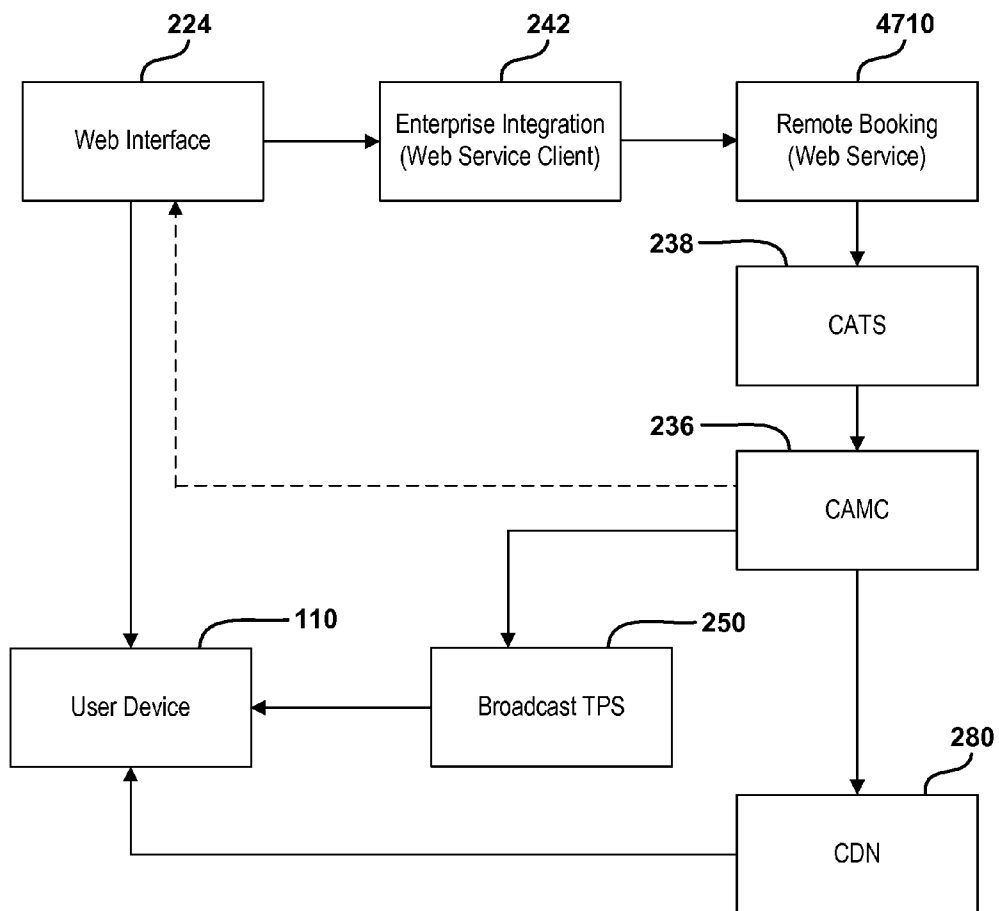 224
242
4710
Web Interface
Enterprise Integration
(Web Service Client)
Remote Booking
(Web Service)
238
CATS
236
CAMC
110
250
User Device
Broadcast TPS
280
CDN